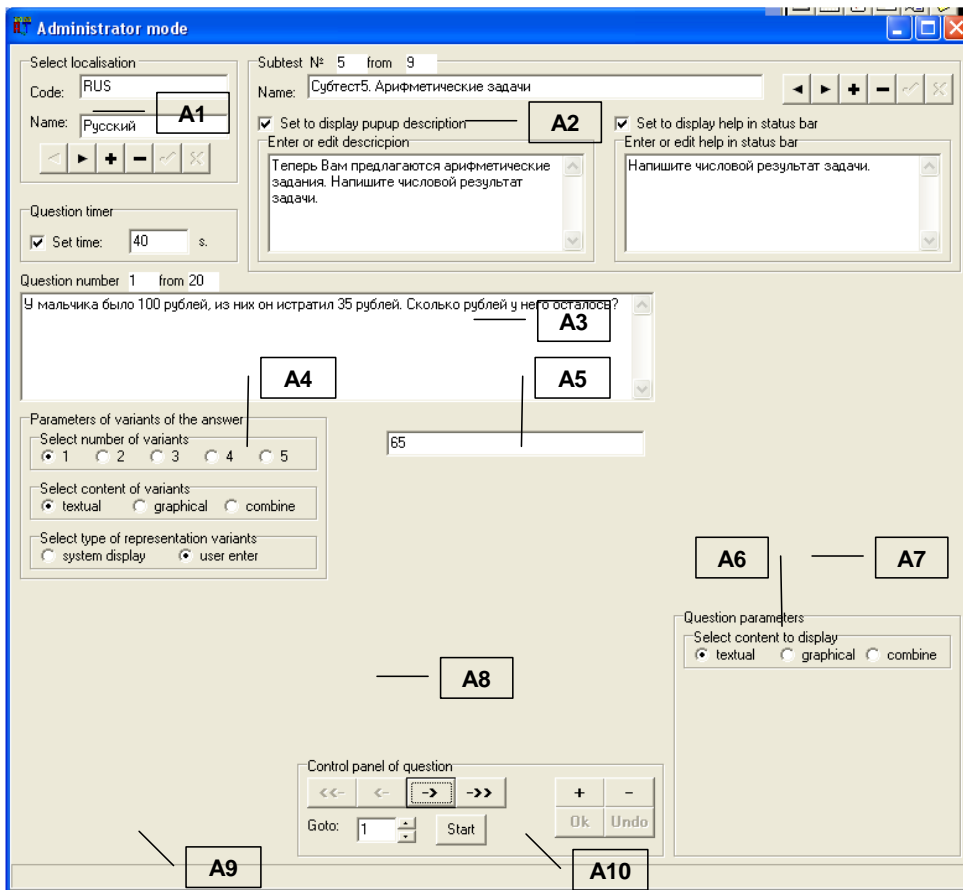 Administrator mode
Select localisation
Code: RUS
Name: Русский
A1
Subtest № 5 from 9
Name: Субтест5. Арифметические задачи
Set to display pupup description
A2
Set to display help in status bar
Enter or edit descricpion
Теперь Вам предлагаются арифметические
задания. Напишите числовой результат
задачи.
Enter or edit help in status bar
Напишите числовой результат задачи.
Question timer
Set time: 40 s.
Question number 1 from 20
У мальчика было 100 рублей, из них он истратил 35 рублей. Сколько рублей у него осталось?
A3
A4
A5
Parameters of variants of the answer
Select number of variants
1 2 3 4 5
65
Select content of variants
textual graphical combine
Select type of representation variants
system display user enter
A6
A7
Question parameters
Select content to display
textual graphical combine
A8
Control panel of question
<<- <- -> ->> + -
Goto: 1 Start Ok Undo
A9
A10